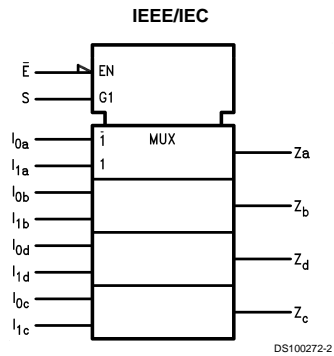 IEEE/IEC
Ē EN
S G1
I0a 1̄ MUX
I1a 1 Za
I0b
I1b Zb
I0d
I1d Zd
I0c
I1c Zc
DS100272-2